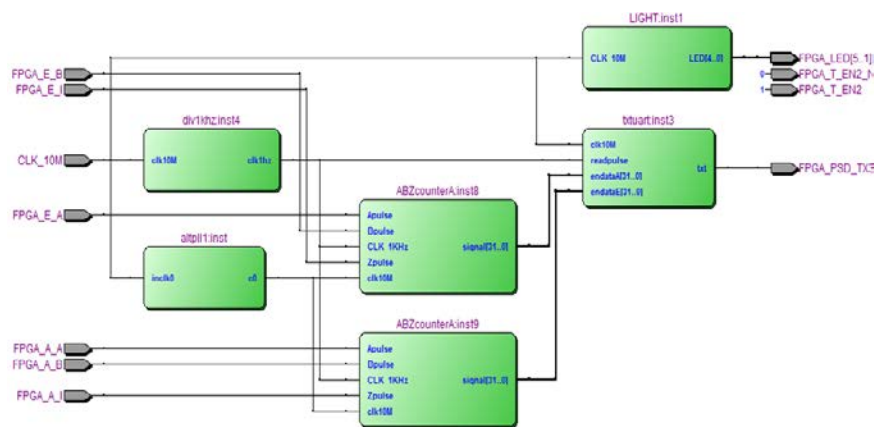 LIGHT:inst1
CLK 10M LED[4..0]
FPGA_LED[5..1]
FPGA_E_B
0 FPGA_T_EN2_N
FPGA_E_I
1 FPGA_T_EN2
div1khz:inst4
txtuart:inst3
clk10M
CLK_10M
clk10M clk1hz
readpulse
txt
FPGA_PSD_TX3
endataA[31..0]
ABZcounterA:inst8
endataE[31..0]
FPGA_E_A
Apulse
Bpulse
altpll1:inst
CLK 1KHz signal[31..0]
Zpulse
inclk0 c0
clk10M
ABZcounterA:inst9
FPGA_A_A
Apulse
FPGA_A_B
Bpulse
CLK 1KHz signal[31..0]
FPGA_A_I
Zpulse
clk10M